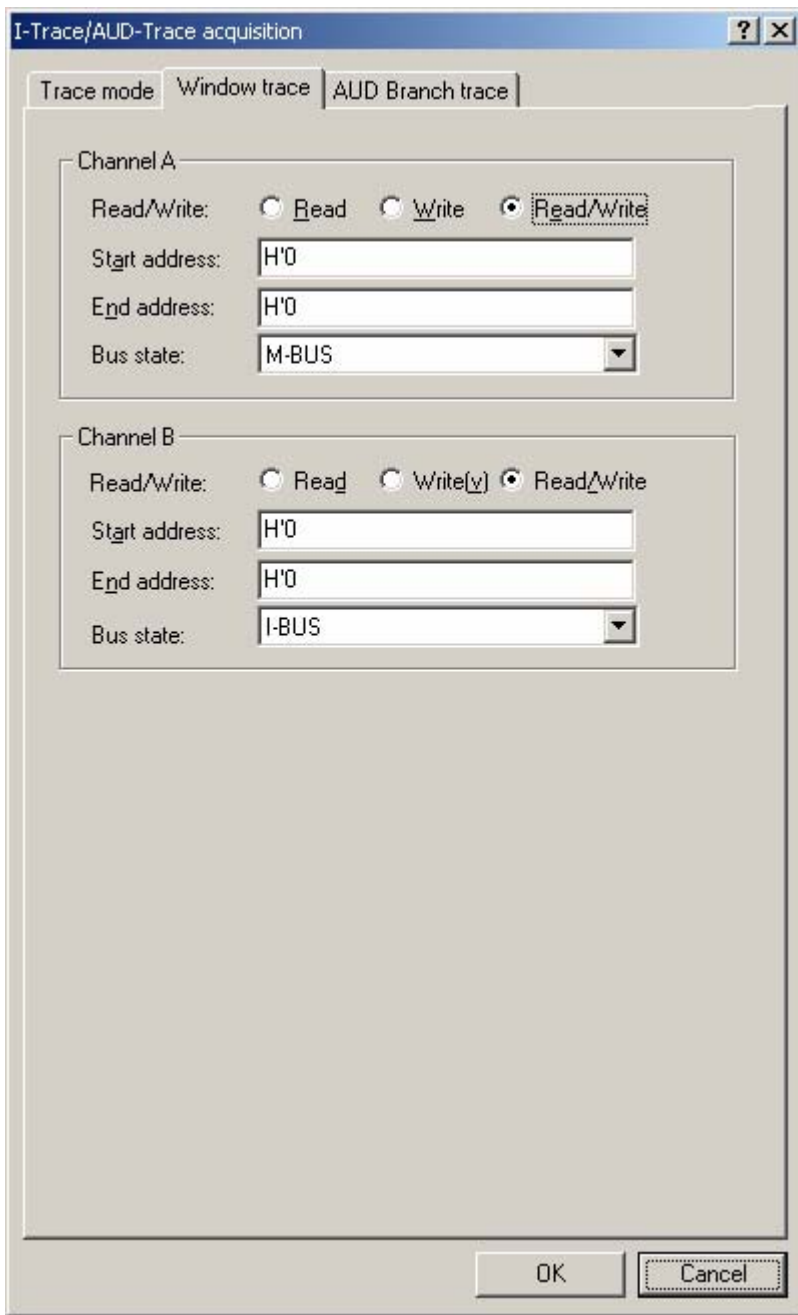 I-Trace/AUD-Trace acquisition
Trace mode Window trace AUD Branch trace
Channel A
Read/Write: Read Write Read/Write
Start address: H'0
End address: H'0
Bus state: M-BUS
Channel B
Read/Write: Read Write(v) Read/Write
Start address: H'0
End address: H'0
Bus state: I-BUS
OK Cancel